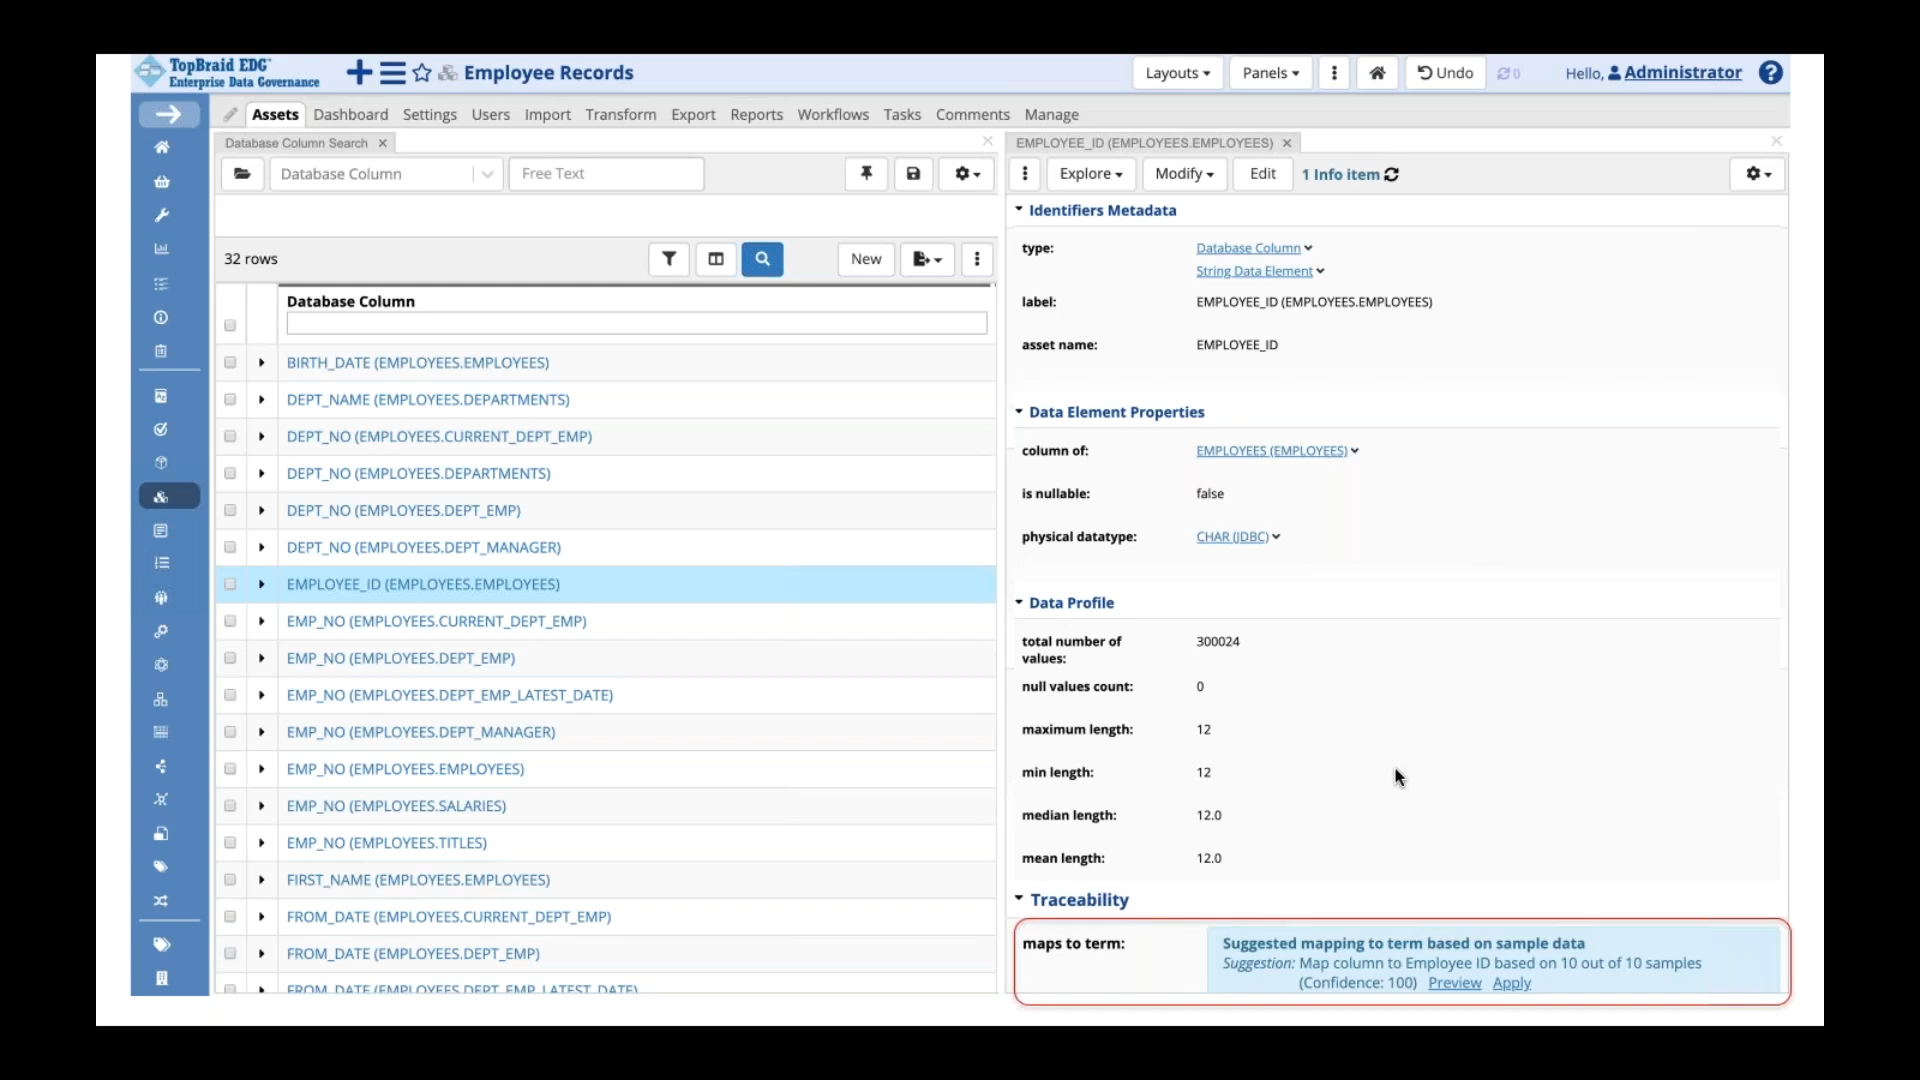 TopBraid EDG
Enterprise Data Governance
Employee Records
Layouts
Panels
Undo
0
Hello, Administrator
?
Assets
Dashboard
Settings
Users
Import
Transform
Export
Reports
Workflows
Tasks
Comments
Manage
Database Column Search
Database Column
Free Text
32 rows
New
Database Column
BIRTH_DATE (EMPLOYEES.EMPLOYEES)
DEPT_NAME (EMPLOYEES.DEPARTMENTS)
DEPT_NO (EMPLOYEES.CURRENT_DEPT_EMP)
DEPT_NO (EMPLOYEES.DEPARTMENTS)
DEPT_NO (EMPLOYEES.DEPT_EMP)
DEPT_NO (EMPLOYEES.DEPT_MANAGER)
EMPLOYEE_ID (EMPLOYEES.EMPLOYEES)
EMP_NO (EMPLOYEES.CURRENT_DEPT_EMP)
EMP_NO (EMPLOYEES.DEPT_EMP)
EMP_NO (EMPLOYEES.DEPT_EMP_LATEST_DATE)
EMP_NO (EMPLOYEES.DEPT_MANAGER)
EMP_NO (EMPLOYEES.EMPLOYEES)
EMP_NO (EMPLOYEES.SALARIES)
EMP_NO (EMPLOYEES.TITLES)
FIRST_NAME (EMPLOYEES.EMPLOYEES)
FROM_DATE (EMPLOYEES.CURRENT_DEPT_EMP)
FROM_DATE (EMPLOYEES.DEPT_EMP)
FROM_DATE (EMPLOYEES.DEPT_EMP_LATEST_DATE)
EMPLOYEE_ID (EMPLOYEES.EMPLOYEES)
Explore
Modify
Edit
1 Info item
Identifiers Metadata
type: Database Column
String Data Element
label: EMPLOYEE_ID (EMPLOYEES.EMPLOYEES)
asset name: EMPLOYEE_ID
Data Element Properties
column of: EMPLOYEES (EMPLOYEES)
is nullable: false
physical datatype: CHAR (JDBC)
Data Profile
total number of values: 300024
null values count: 0
maximum length: 12
min length: 12
median length: 12.0
mean length: 12.0
Traceability
maps to term: Suggested mapping to term based on sample data
Suggestion: Map column to Employee ID based on 10 out of 10 samples
(Confidence: 100) Preview Apply